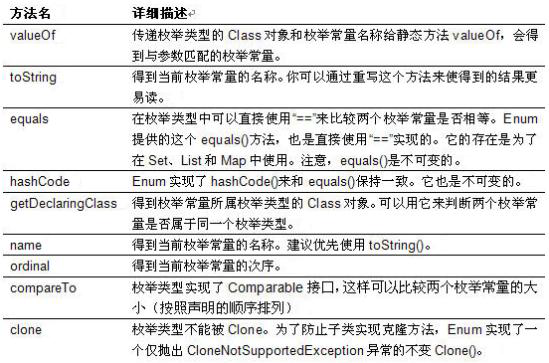 方法名 详细描述
valueOf 传递枚举类型的 Class 对象和枚举常量名称给静态方法 valueOf，会得
到与参数匹配的枚举常量。
toString 得到当前枚举常量的名称。你可以通过重写这个方法来使得到的结果更
易读。
equals 在枚举类型中可以直接使用“==”来比较两个枚举常量是否相等。Enum
提供的这个 equals()方法，也是直接使用“==”实现的。它的存在是为了
在 Set、List 和 Map 中使用。注意，equals()是不可变的。
hashCode Enum 实现了 hashCode()来和 equals()保持一致。它也是不可变的。
getDeclaringClass 得到枚举常量所属枚举类型的 Class 对象。可以用它来判断两个枚举常
量是否属于同一个枚举类型。
name 得到当前枚举常量的名称。建议优先使用 toString()。
ordinal 得到当前枚举常量的次序。
compareTo 枚举类型实现了 Comparable 接口，这样可以比较两个枚举常量的大
小（按照声明的顺序排列）
clone 枚举类型不能被 Clone。为了防止子类实现克隆方法，Enum 实现了一
个仅抛出 CloneNotSupportedException 异常的不变 Clone()。